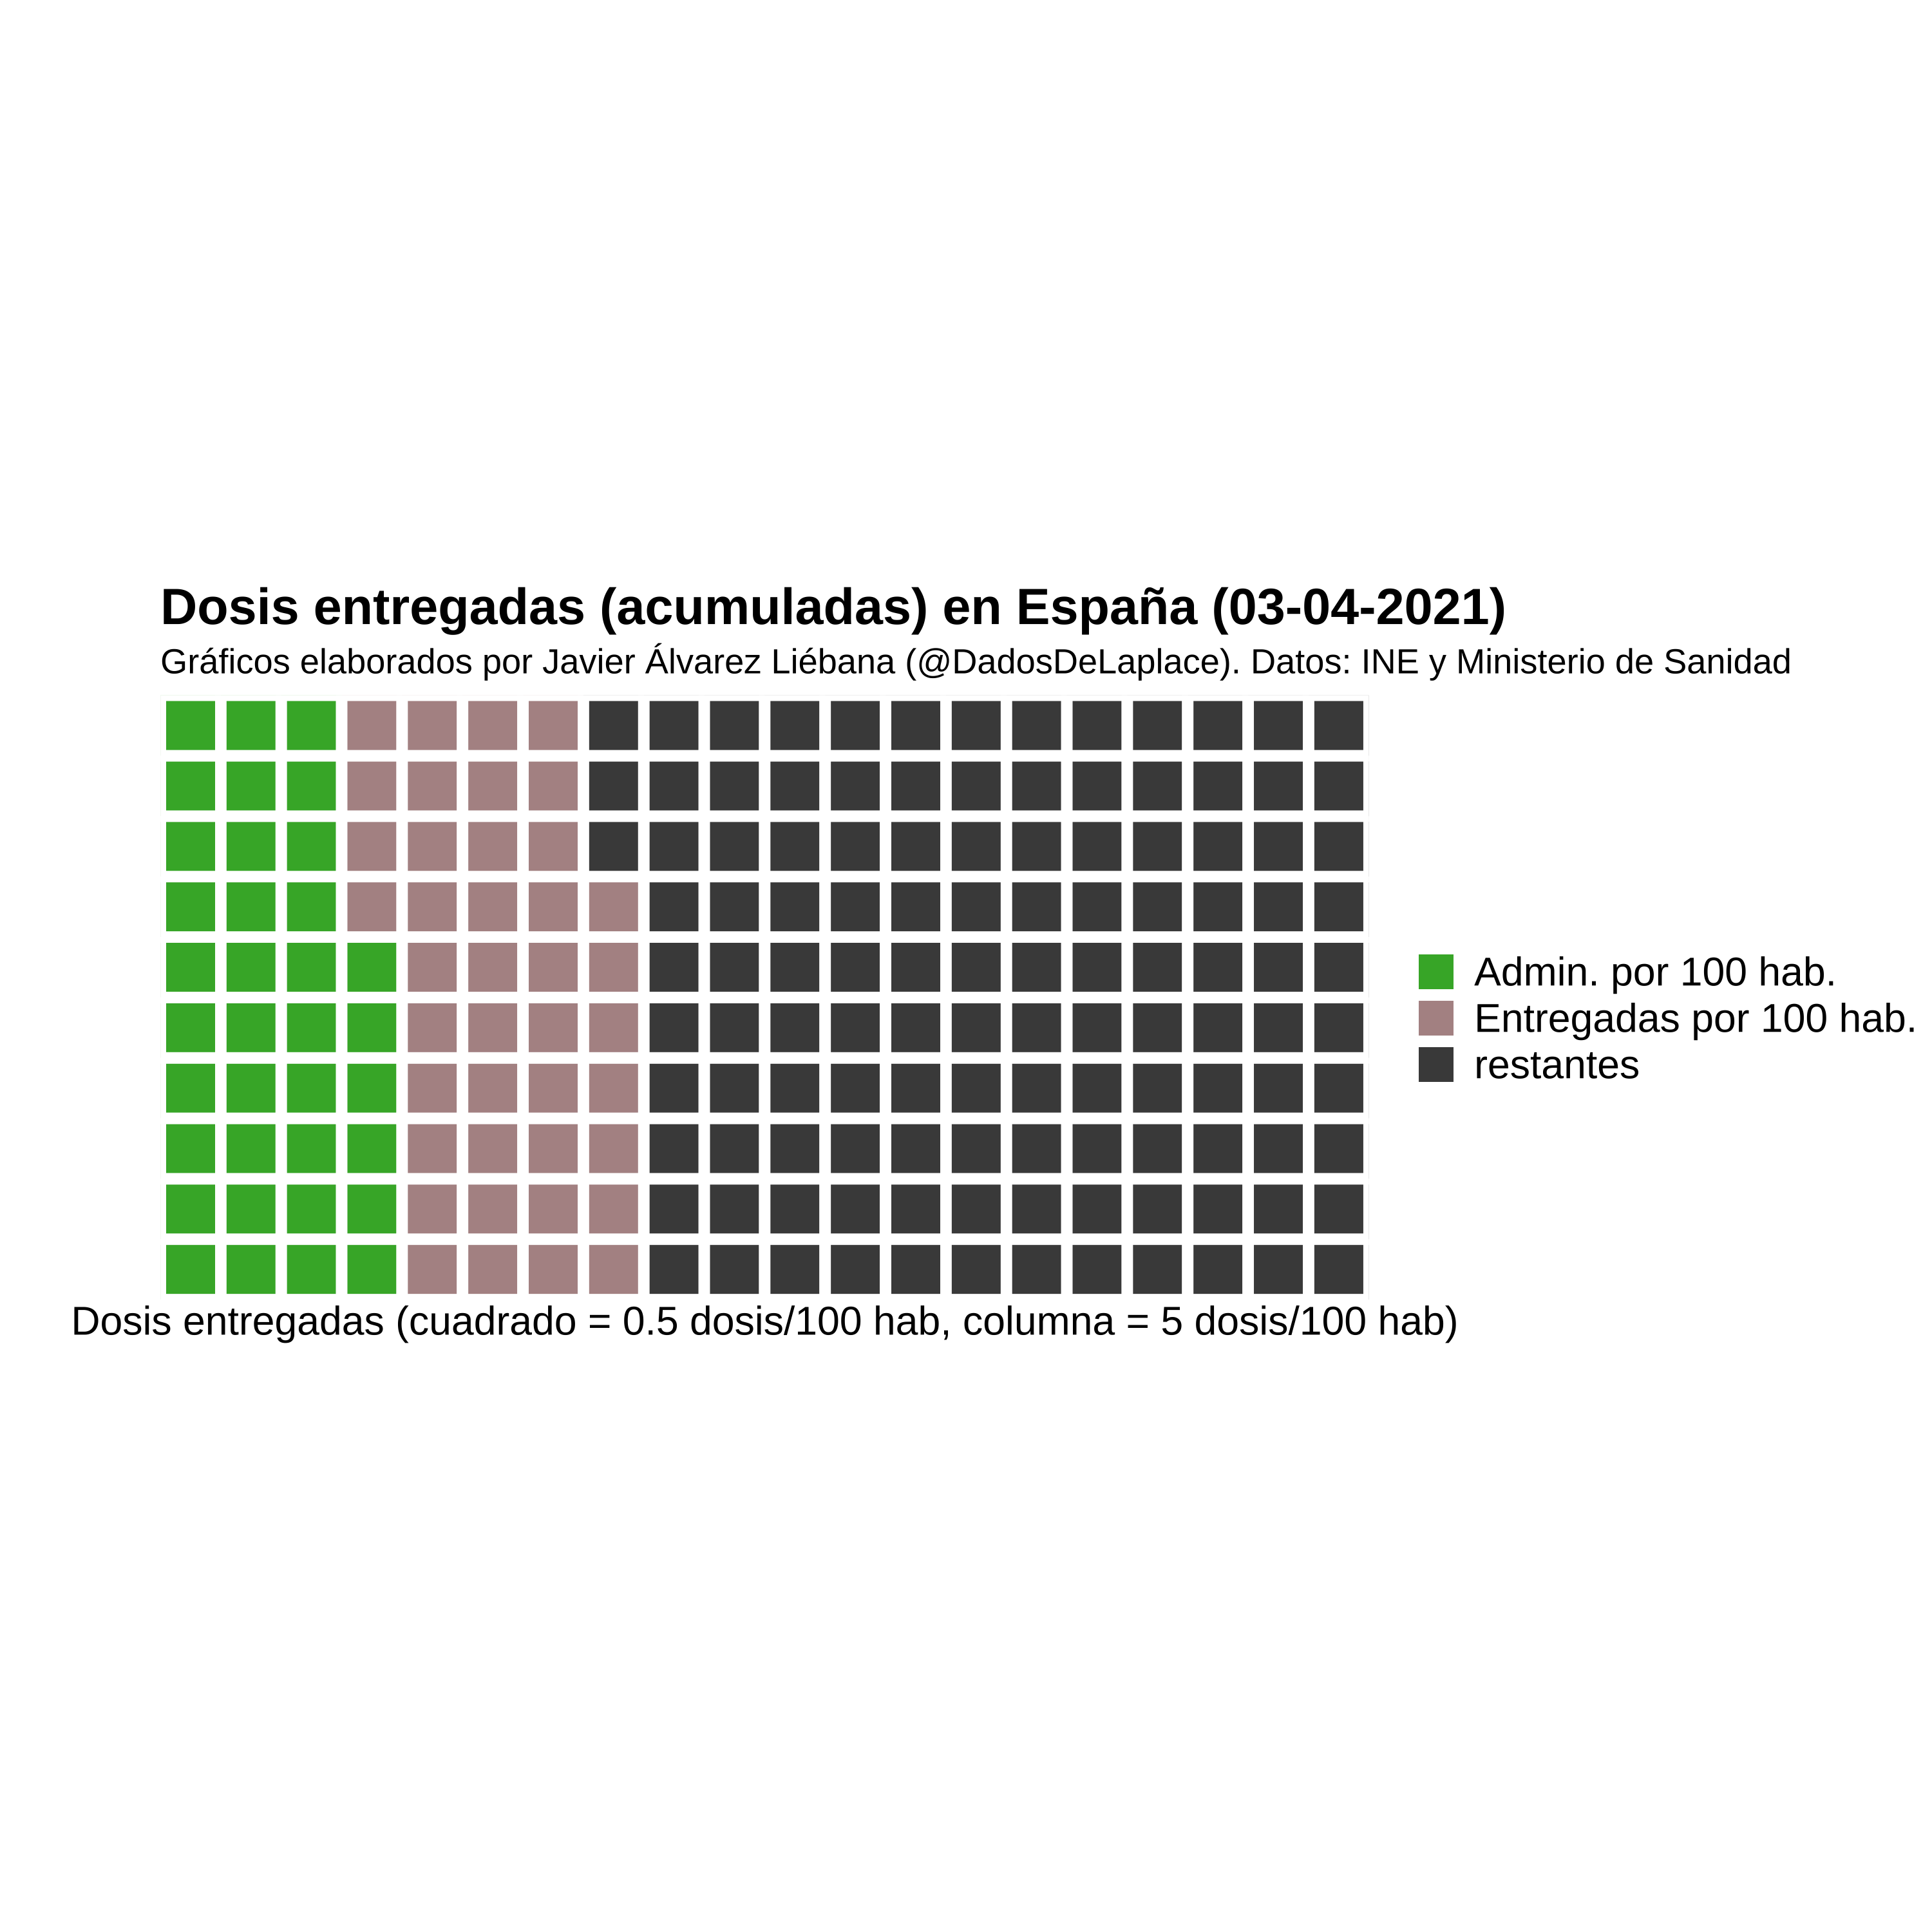 Dosis entregadas (acumuladas) en España (03-04-2021)
Gráficos elaborados por Javier Álvarez Liébana (@DadosDeLaplace). Datos: INE y Ministerio de Sanidad
Admin. por 100 hab.
Entregadas por 100 hab.
restantes
Dosis entregadas (cuadrado = 0.5 dosis/100 hab, columna = 5 dosis/100 hab)